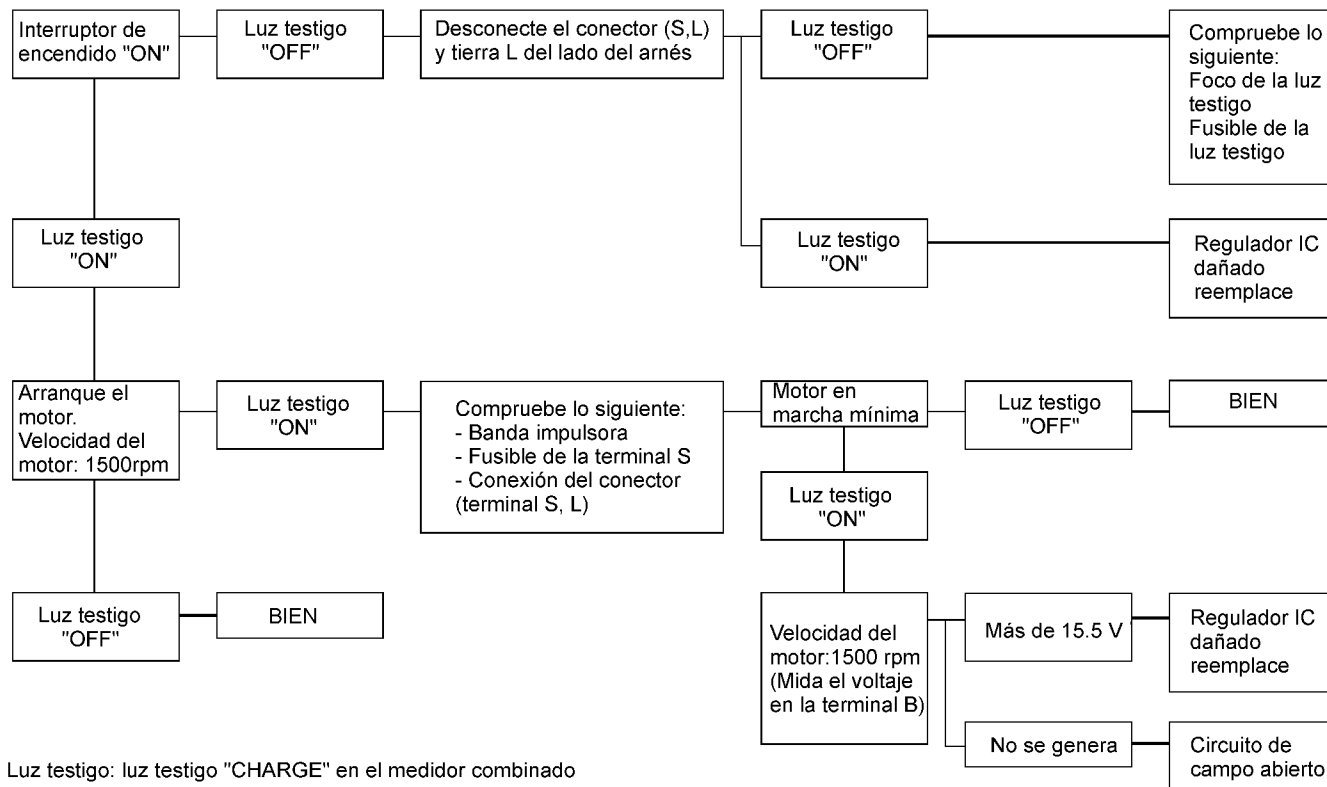 Interruptor de
encendido "ON"
Luz testigo
"OFF"
Desconecte el conector (S,L)
y tierra L del lado del arnés
Luz testigo
"OFF"
Compruebe lo
siguiente:
Foco de la luz
testigo
Fusible de la
luz testigo
Luz testigo
"ON"
Luz testigo
"ON"
Regulador IC
dañado
reemplace
Arranque el
motor.
Velocidad del
motor: 1500rpm
Luz testigo
"ON"
Compruebe lo siguiente:
- Banda impulsora
- Fusible de la terminal S
- Conexión del conector
(terminal S, L)
Motor en
marcha mínima
Luz testigo
"OFF"
BIEN
Luz testigo
"ON"
Luz testigo
"OFF"
BIEN
Velocidad del
motor:1500 rpm
(Mida el voltaje
en la terminal B)
Más de 15.5 V
Regulador IC
dañado
reemplace
No se genera
Circuito de
campo abierto
Luz testigo: luz testigo "CHARGE" en el medidor combinado